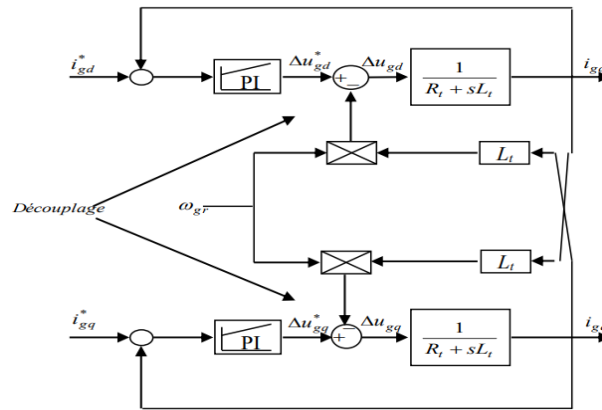 i*gd PI Δu*gd + − Δugd 1 / (Rt + sLt) igd
Lt
Découplage
ωgr
Lt
i*gq PI Δu*gq + − Δugq 1 / (Rt + sLt)